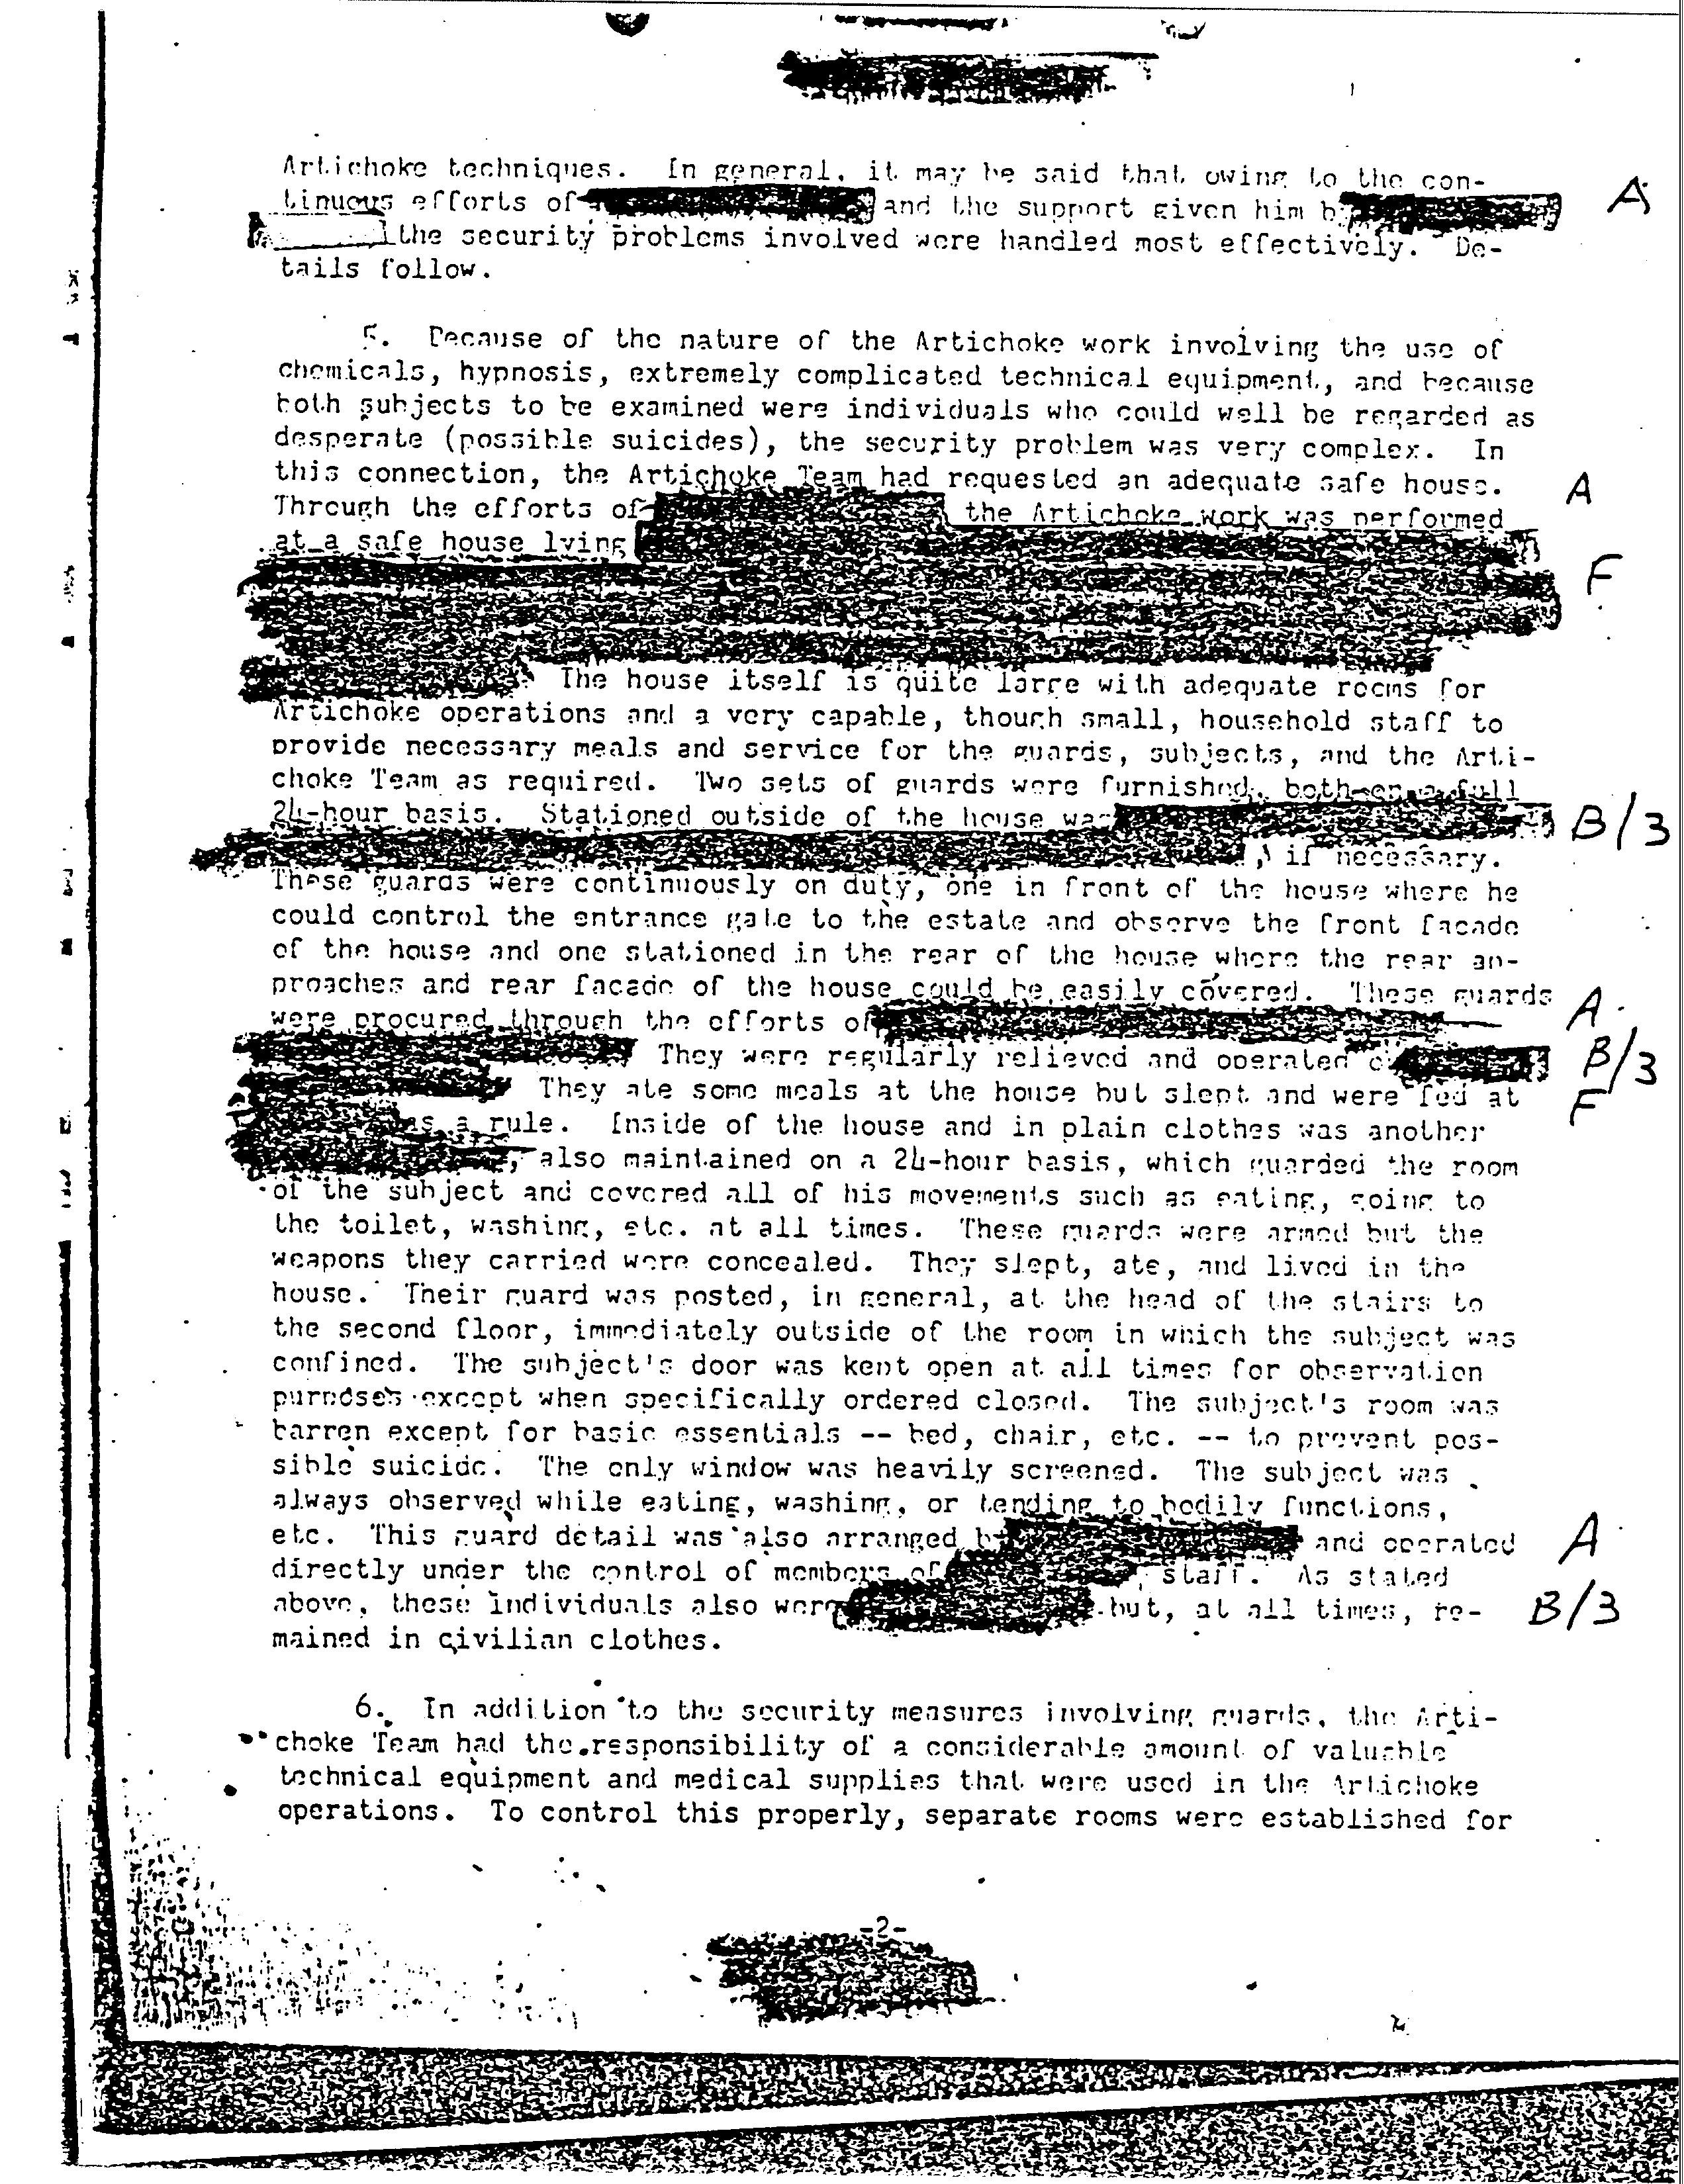 Artichoke techniques. In general, it may be said that owing to the con-
tinuous efforts of and the support given him by A
the security problems involved were handled most effectively. De-
tails follow.
5. Because of the nature of the Artichoke work involving the use of
chemicals, hypnosis, extremely complicated technical equipment, and because
both subjects to be examined were individuals who could well be regarded as
desperate (possible suicides), the security problem was very complex. In
this connection, the Artichoke Team had requested an adequate safe house.
Through the efforts of the Artichoke work was performed A
at a safe house lying
F
The house itself is quite large with adequate rooms for
Artichoke operations and a very capable, though small, household staff to
provide necessary meals and service for the guards, subjects, and the Arti-
choke Team as required. Two sets of guards were furnished, both on a full
24-hour basis. Stationed outside of the house was B/3
, if necessary.
These guards were continuously on duty, one in front of the house where he
could control the entrance gate to the estate and observe the front facade
of the house and one stationed in the rear of the house where the rear ap-
proaches and rear facade of the house could be easily covered. These guards A
were procured through the efforts of
They were regularly relieved and operated B/3
They ate some meals at the house but slept and were fed at F
as a rule. Inside of the house and in plain clothes was another
, also maintained on a 24-hour basis, which guarded the room
of the subject and covered all of his movements such as eating, going to
the toilet, washing, etc. at all times. These guards were armed but the
weapons they carried were concealed. They slept, ate, and lived in the
house. Their guard was posted, in general, at the head of the stairs to
the second floor, immediately outside of the room in which the subject was
confined. The subject's door was kept open at all times for observation
purposes except when specifically ordered closed. The subject's room was
barren except for basic essentials -- bed, chair, etc. -- to prevent pos-
sible suicide. The only window was heavily screened. The subject was
always observed while eating, washing, or tending to bodily functions,
etc. This guard detail was also arranged by and operated A
directly under the control of members of staff. As stated
above, these individuals also were but, at all times, re- B/3
mained in civilian clothes.
6. In addition to the security measures involving guards, the Arti-
choke Team had the responsibility of a considerable amount of valuable
technical equipment and medical supplies that were used in the Artichoke
operations. To control this properly, separate rooms were established for
-2-